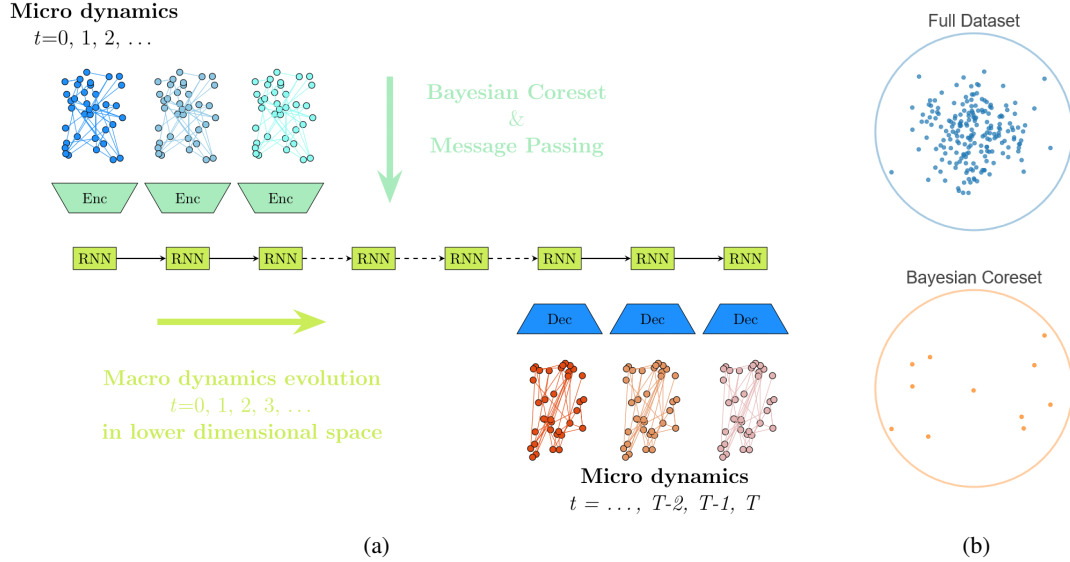 Micro dynamics
t=0, 1, 2, . . .
Bayesian Coreset
&
Message Passing
Enc
Enc
Enc
RNN
RNN
RNN
RNN
RNN
RNN
RNN
RNN
Dec
Dec
Dec
Macro dynamics evolution
t=0, 1, 2, 3, . . .
in lower dimensional space
Micro dynamics
t = . . . , T-2, T-1, T
(a)
Full Dataset
Bayesian Coreset
(b)